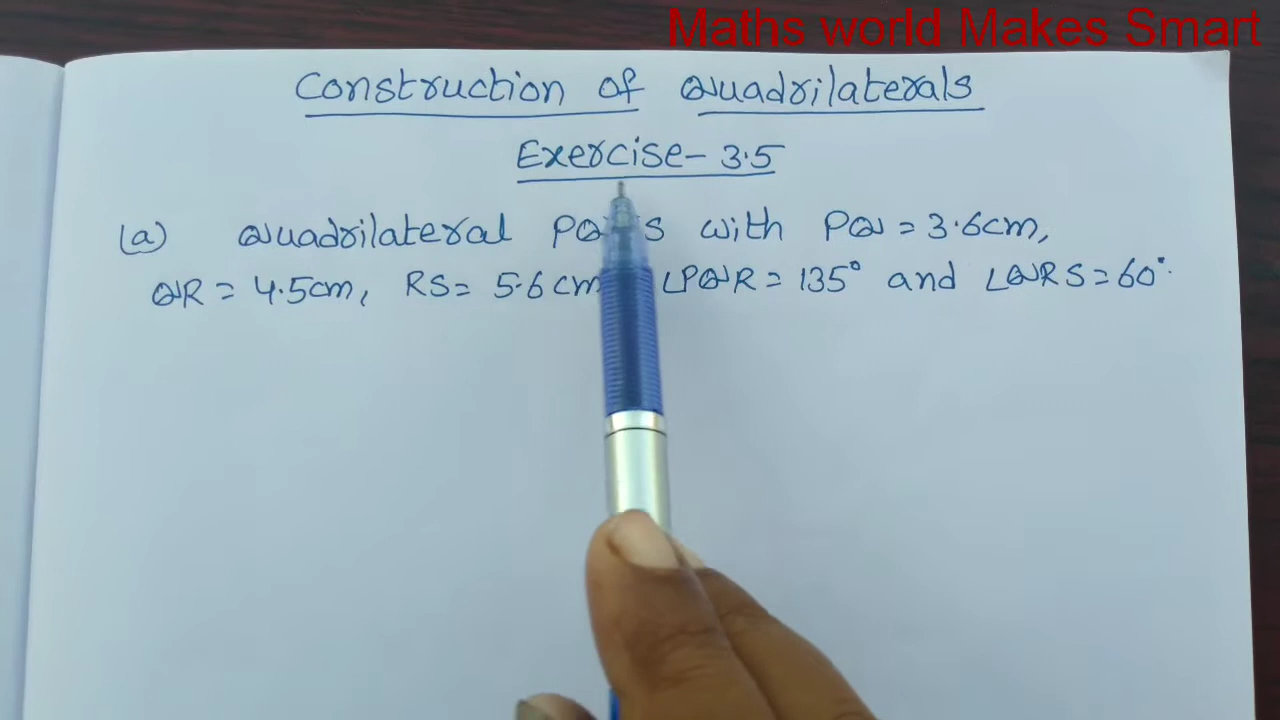 Maths world Makes Smart
Construction of Quadrilaterals
Exercise - 3.5
(a) Quadrilateral with PQ = 3.6cm,
QR = 4.5cm, RS = 5.6cm ∠PQR = 135° and ∠QRS = 60°.